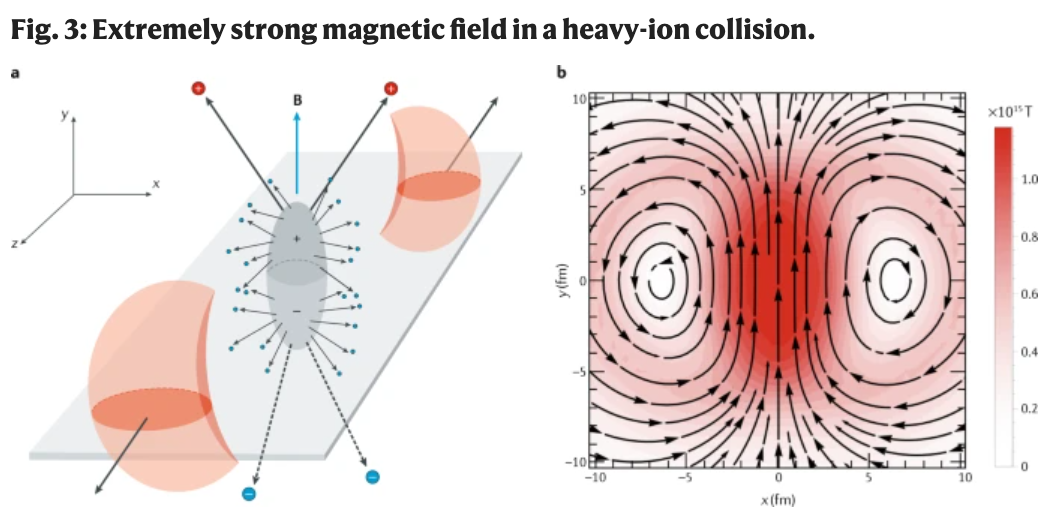 Fig. 3: Extremely strong magnetic field in a heavy-ion collision.
a
y
x
z
B
+
+
+
−
−
−
b
×10¹⁵ T
10
5
0
−5
−10
y (fm)
−10
−5
0
5
10
x (fm)
1.0
0.8
0.6
0.4
0.2
0